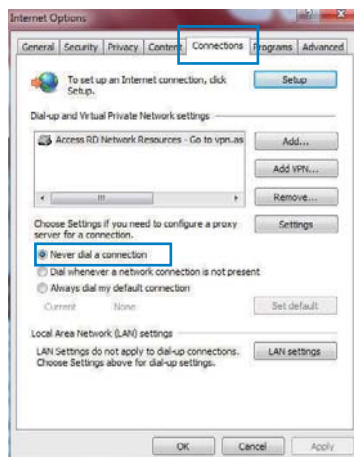 Internet Options
General Security Privacy Content Connections Programs Advanced
To set up an Internet connection, click
Setup.
Setup
Dial-up and Virtual Private Network settings
Access RD Network Resources - Go to vpn.as
Add...
Add VPN...
Remove...
Choose Settings if you need to configure a proxy
server for a connection.
Settings
Never dial a connection
Dial whenever a network connection is not present
Always dial my default connection
Current None
Set default
Local Area Network (LAN) settings
LAN Settings do not apply to dial-up connections.
Choose Settings above for dial-up settings.
LAN settings
OK Cancel Apply